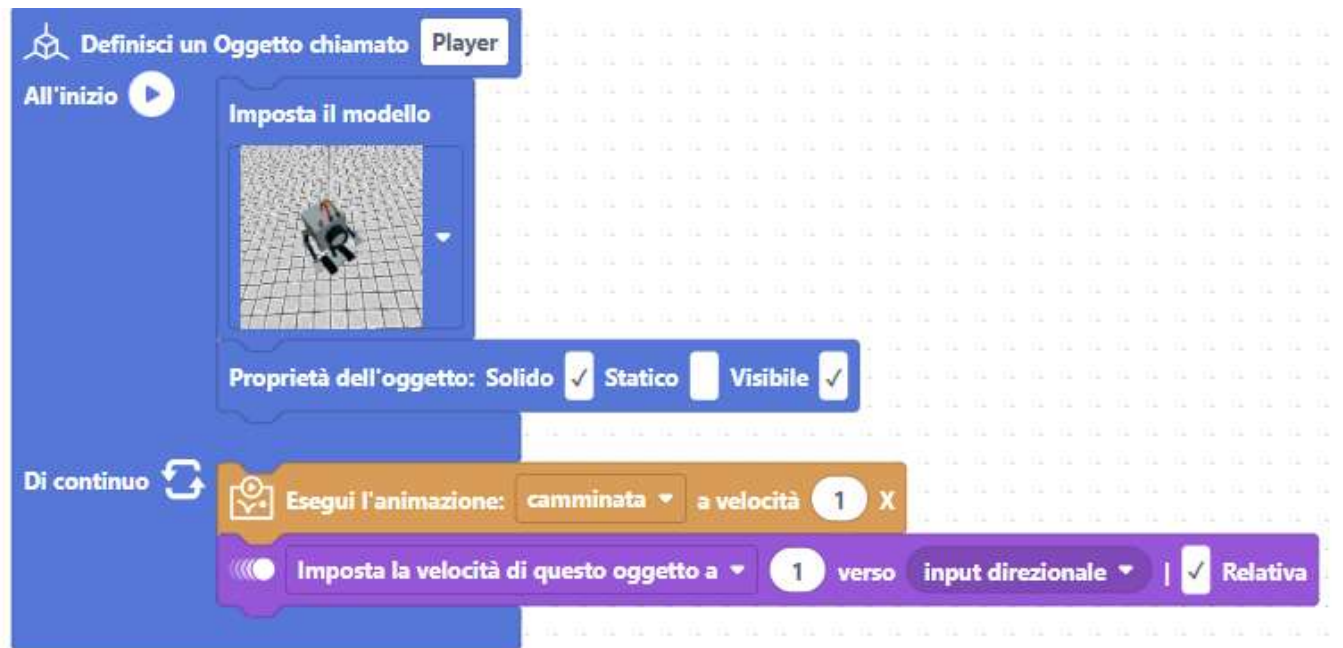 Definisci un Oggetto chiamato Player
All'inizio
Imposta il modello
Proprietà dell'oggetto: Solido ✓ Statico Visibile ✓
Di continuo
Esegui l'animazione: camminata a velocità 1 X
Imposta la velocità di questo oggetto a 1 verso input direzionale | ✓ Relativa